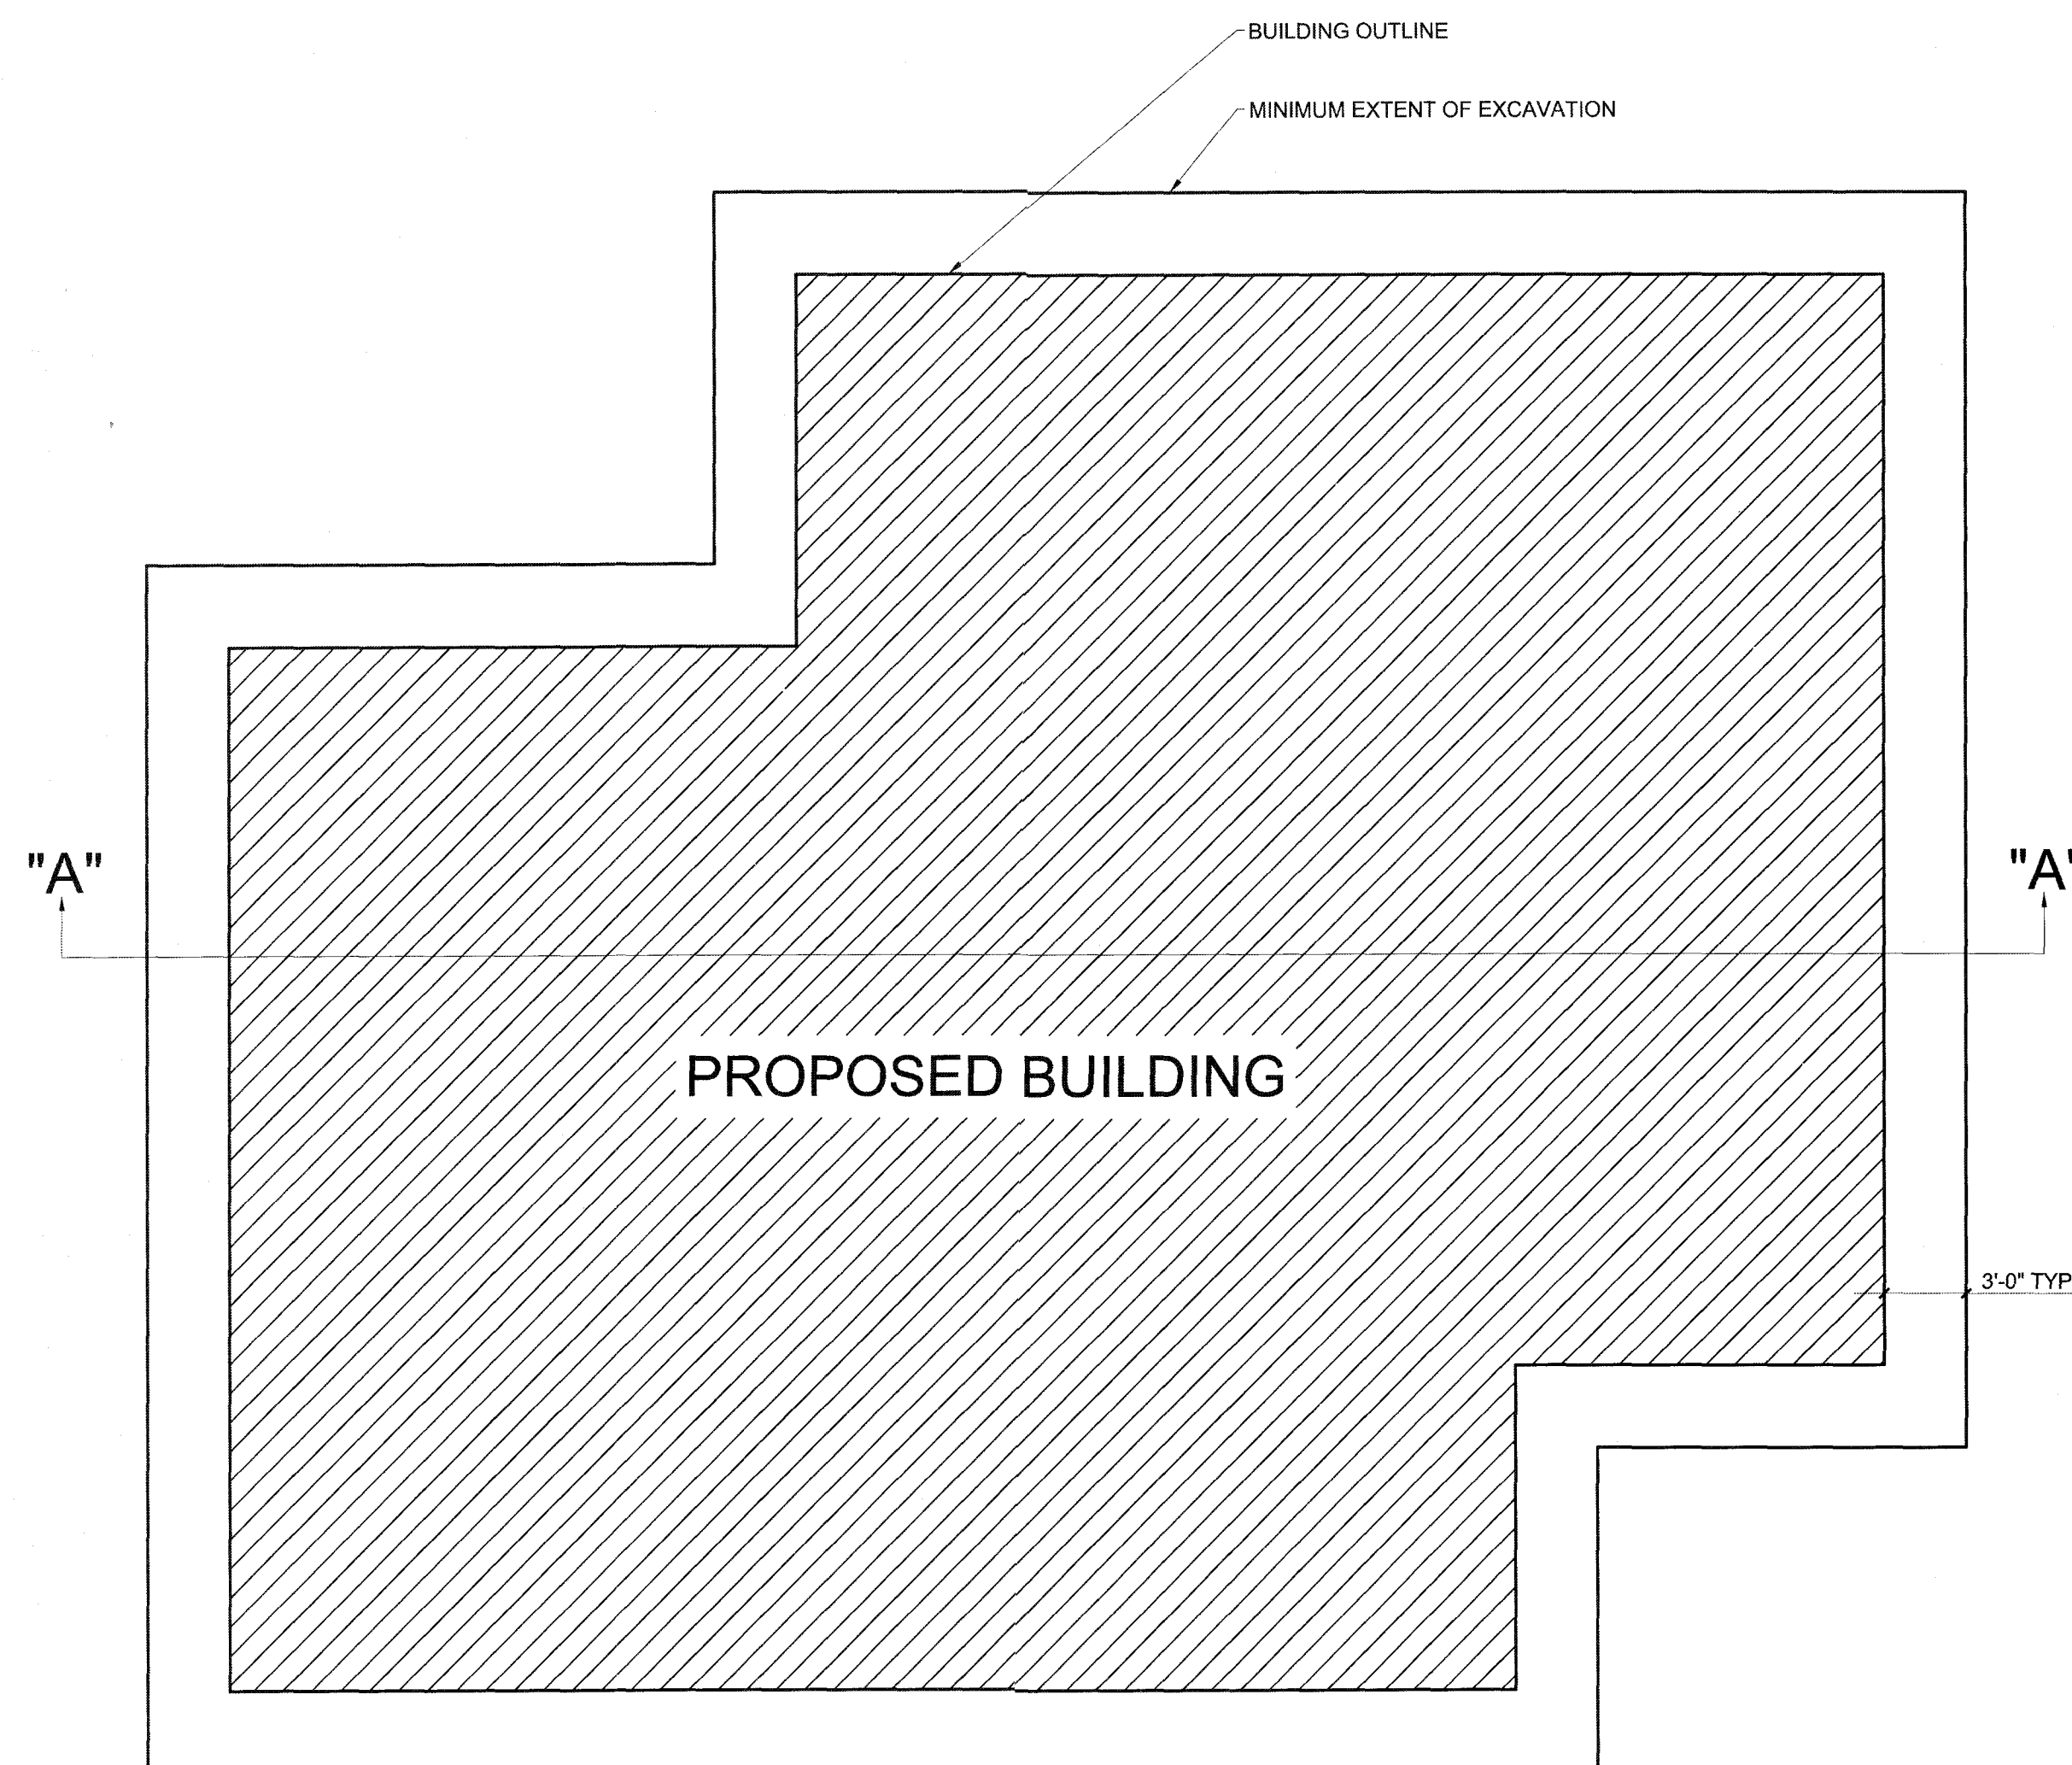 BUILDING OUTLINE
MINIMUM EXTENT OF EXCAVATION
"A" "A"
PROPOSED BUILDING
3'-0" TYP